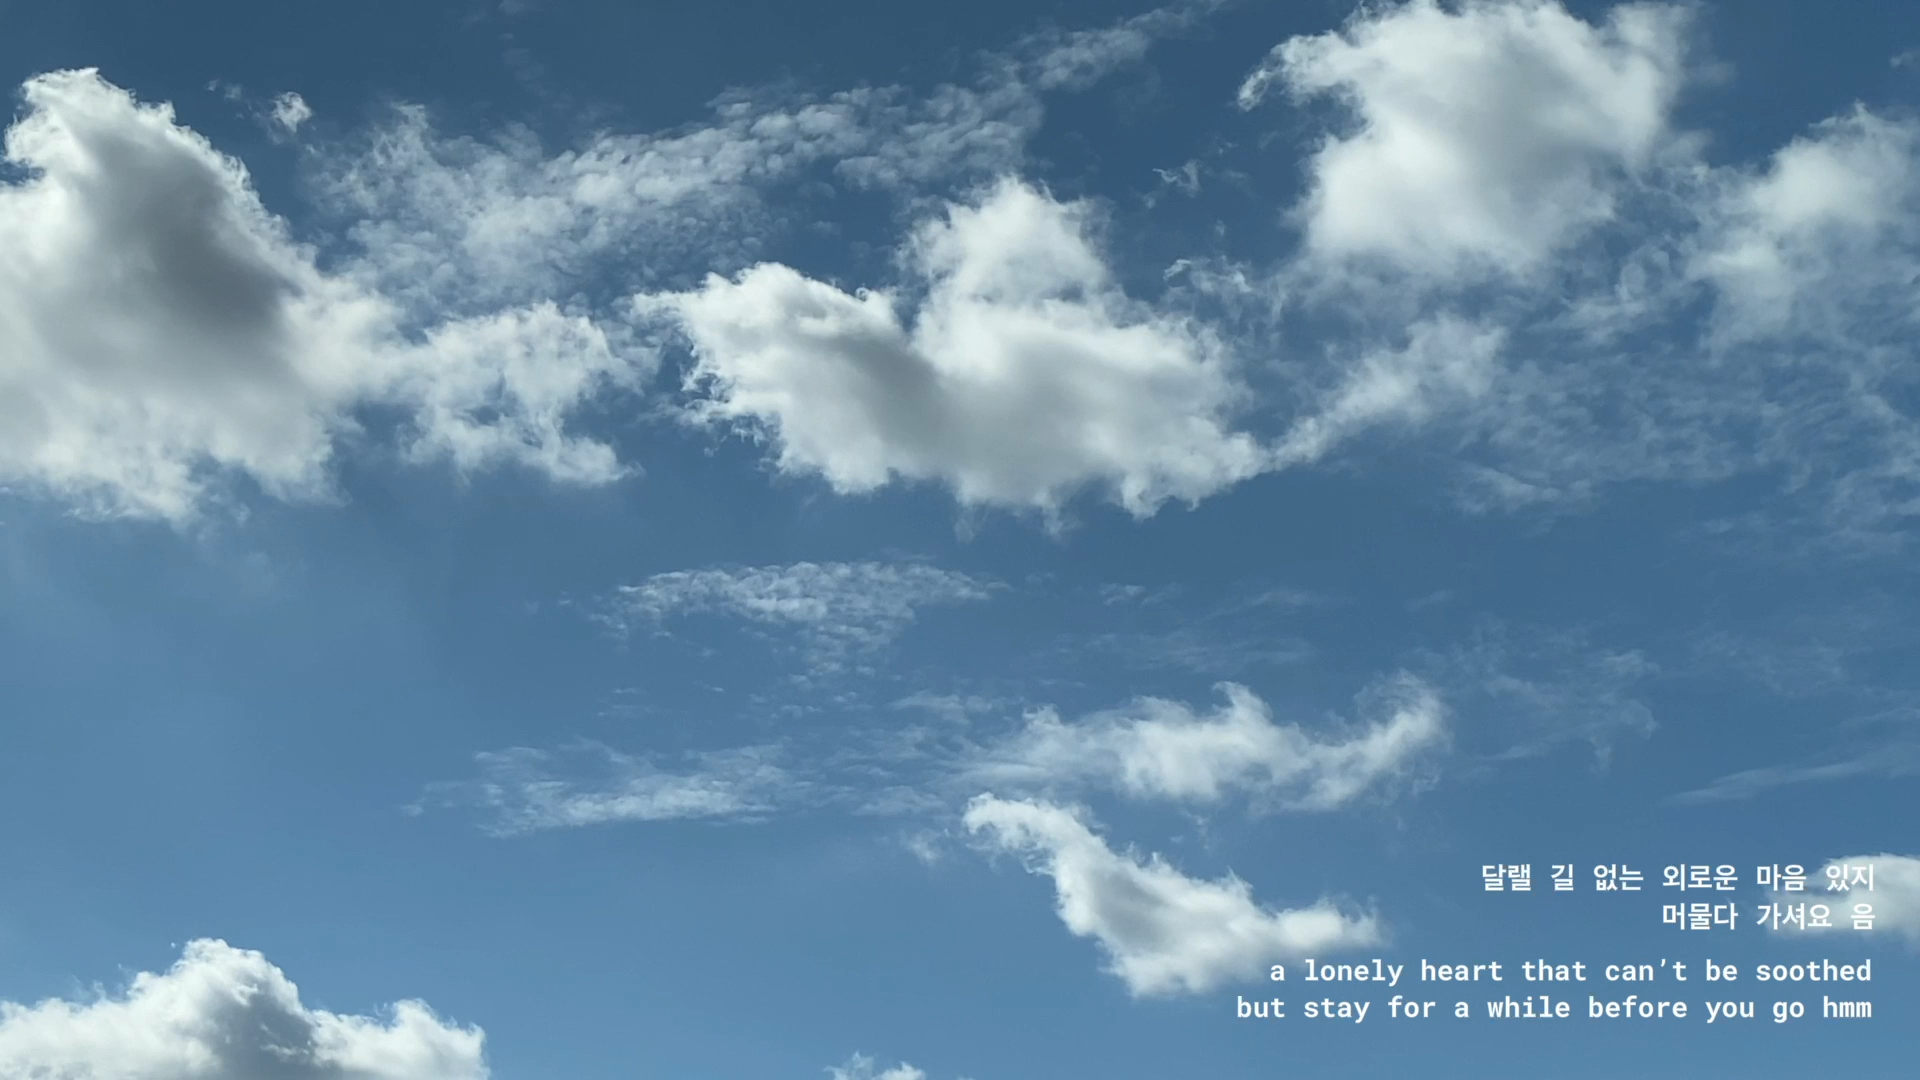 달랠 길 없는 외로운 마음 있지
머물다 가셔요 음
a lonely heart that can’t be soothed
but stay for a while before you go hmm